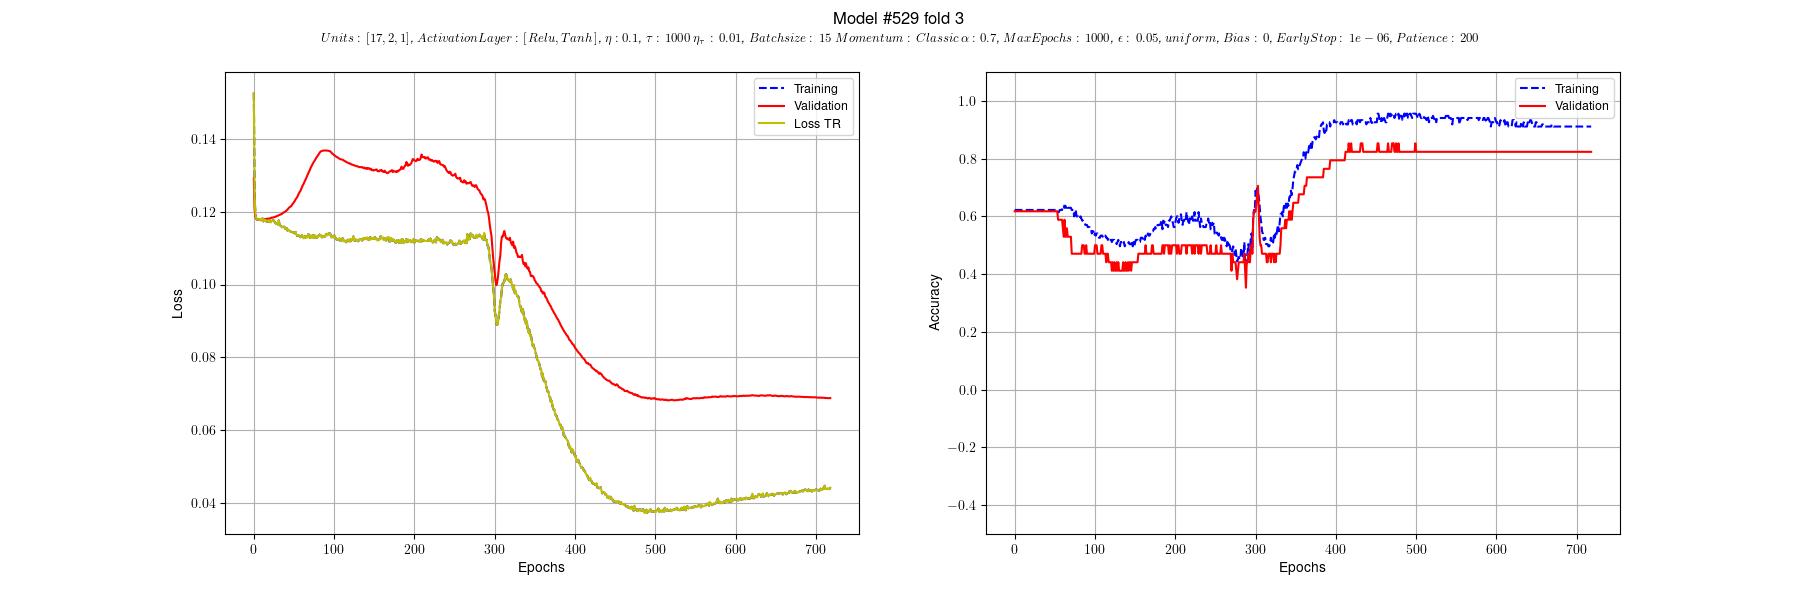 Model #529 fold 3
Units : [17, 2, 1], ActivationLayer : [Relu, Tanh], η : 0.1, τ : 1000 ητ : 0.01, Batchsize : 15 Momentum : Classic α : 0.7, MaxEpochs : 1000, ϵ : 0.05, uniform, Bias : 0, EarlyStop : 1e − 06, Patience : 200
Training
Validation
Loss TR
0.14
0.12
0.10
0.08
0.06
0.04
Loss
0 100 200 300 400 500 600 700
Epochs
Training
Validation
1.0
0.8
0.6
0.4
0.2
0.0
−0.2
−0.4
Accuracy
0 100 200 300 400 500 600 700
Epochs